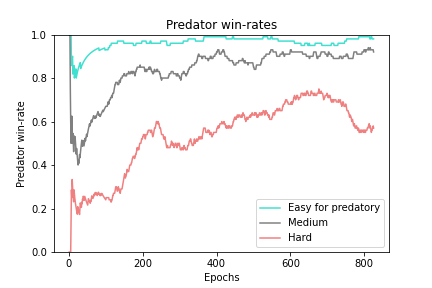 Predator win-rates
Predator win-rate
1.0
0.8
0.6
0.4
0.2
0.0
0
200
400
600
800
Epochs
Easy for predatory
Medium
Hard